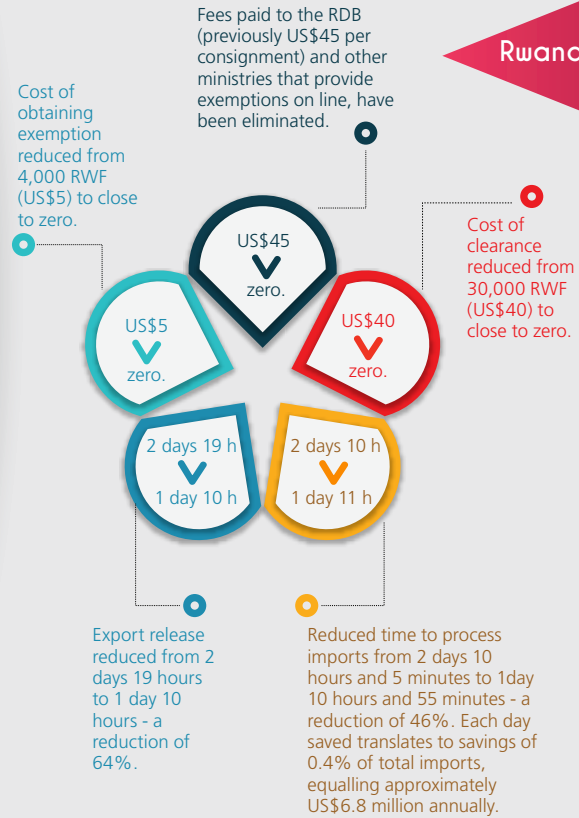 Fees paid to the RDB
(previously US$45 per
consignment) and other
ministries that provide
exemptions on line, have
been eliminated.
Cost of
obtaining
exemption
reduced from
4,000 RWF
(US$5) to close
to zero.
Cost of
clearance
reduced from
30,000 RWF
(US$40) to
close to zero.
US$45
zero.
US$5
zero.
US$40
zero.
2 days 19 h
1 day 10 h
2 days 10 h
1 day 11 h
Export release
reduced from 2
days 19 hours
to 1 day 10
hours - a
reduction of
64%.
Reduced time to process
imports from 2 days 10
hours and 5 minutes to 1day
10 hours and 55 minutes - a
reduction of 46%. Each day
saved translates to savings of
0.4% of total imports,
equalling approximately
US$6.8 million annually.